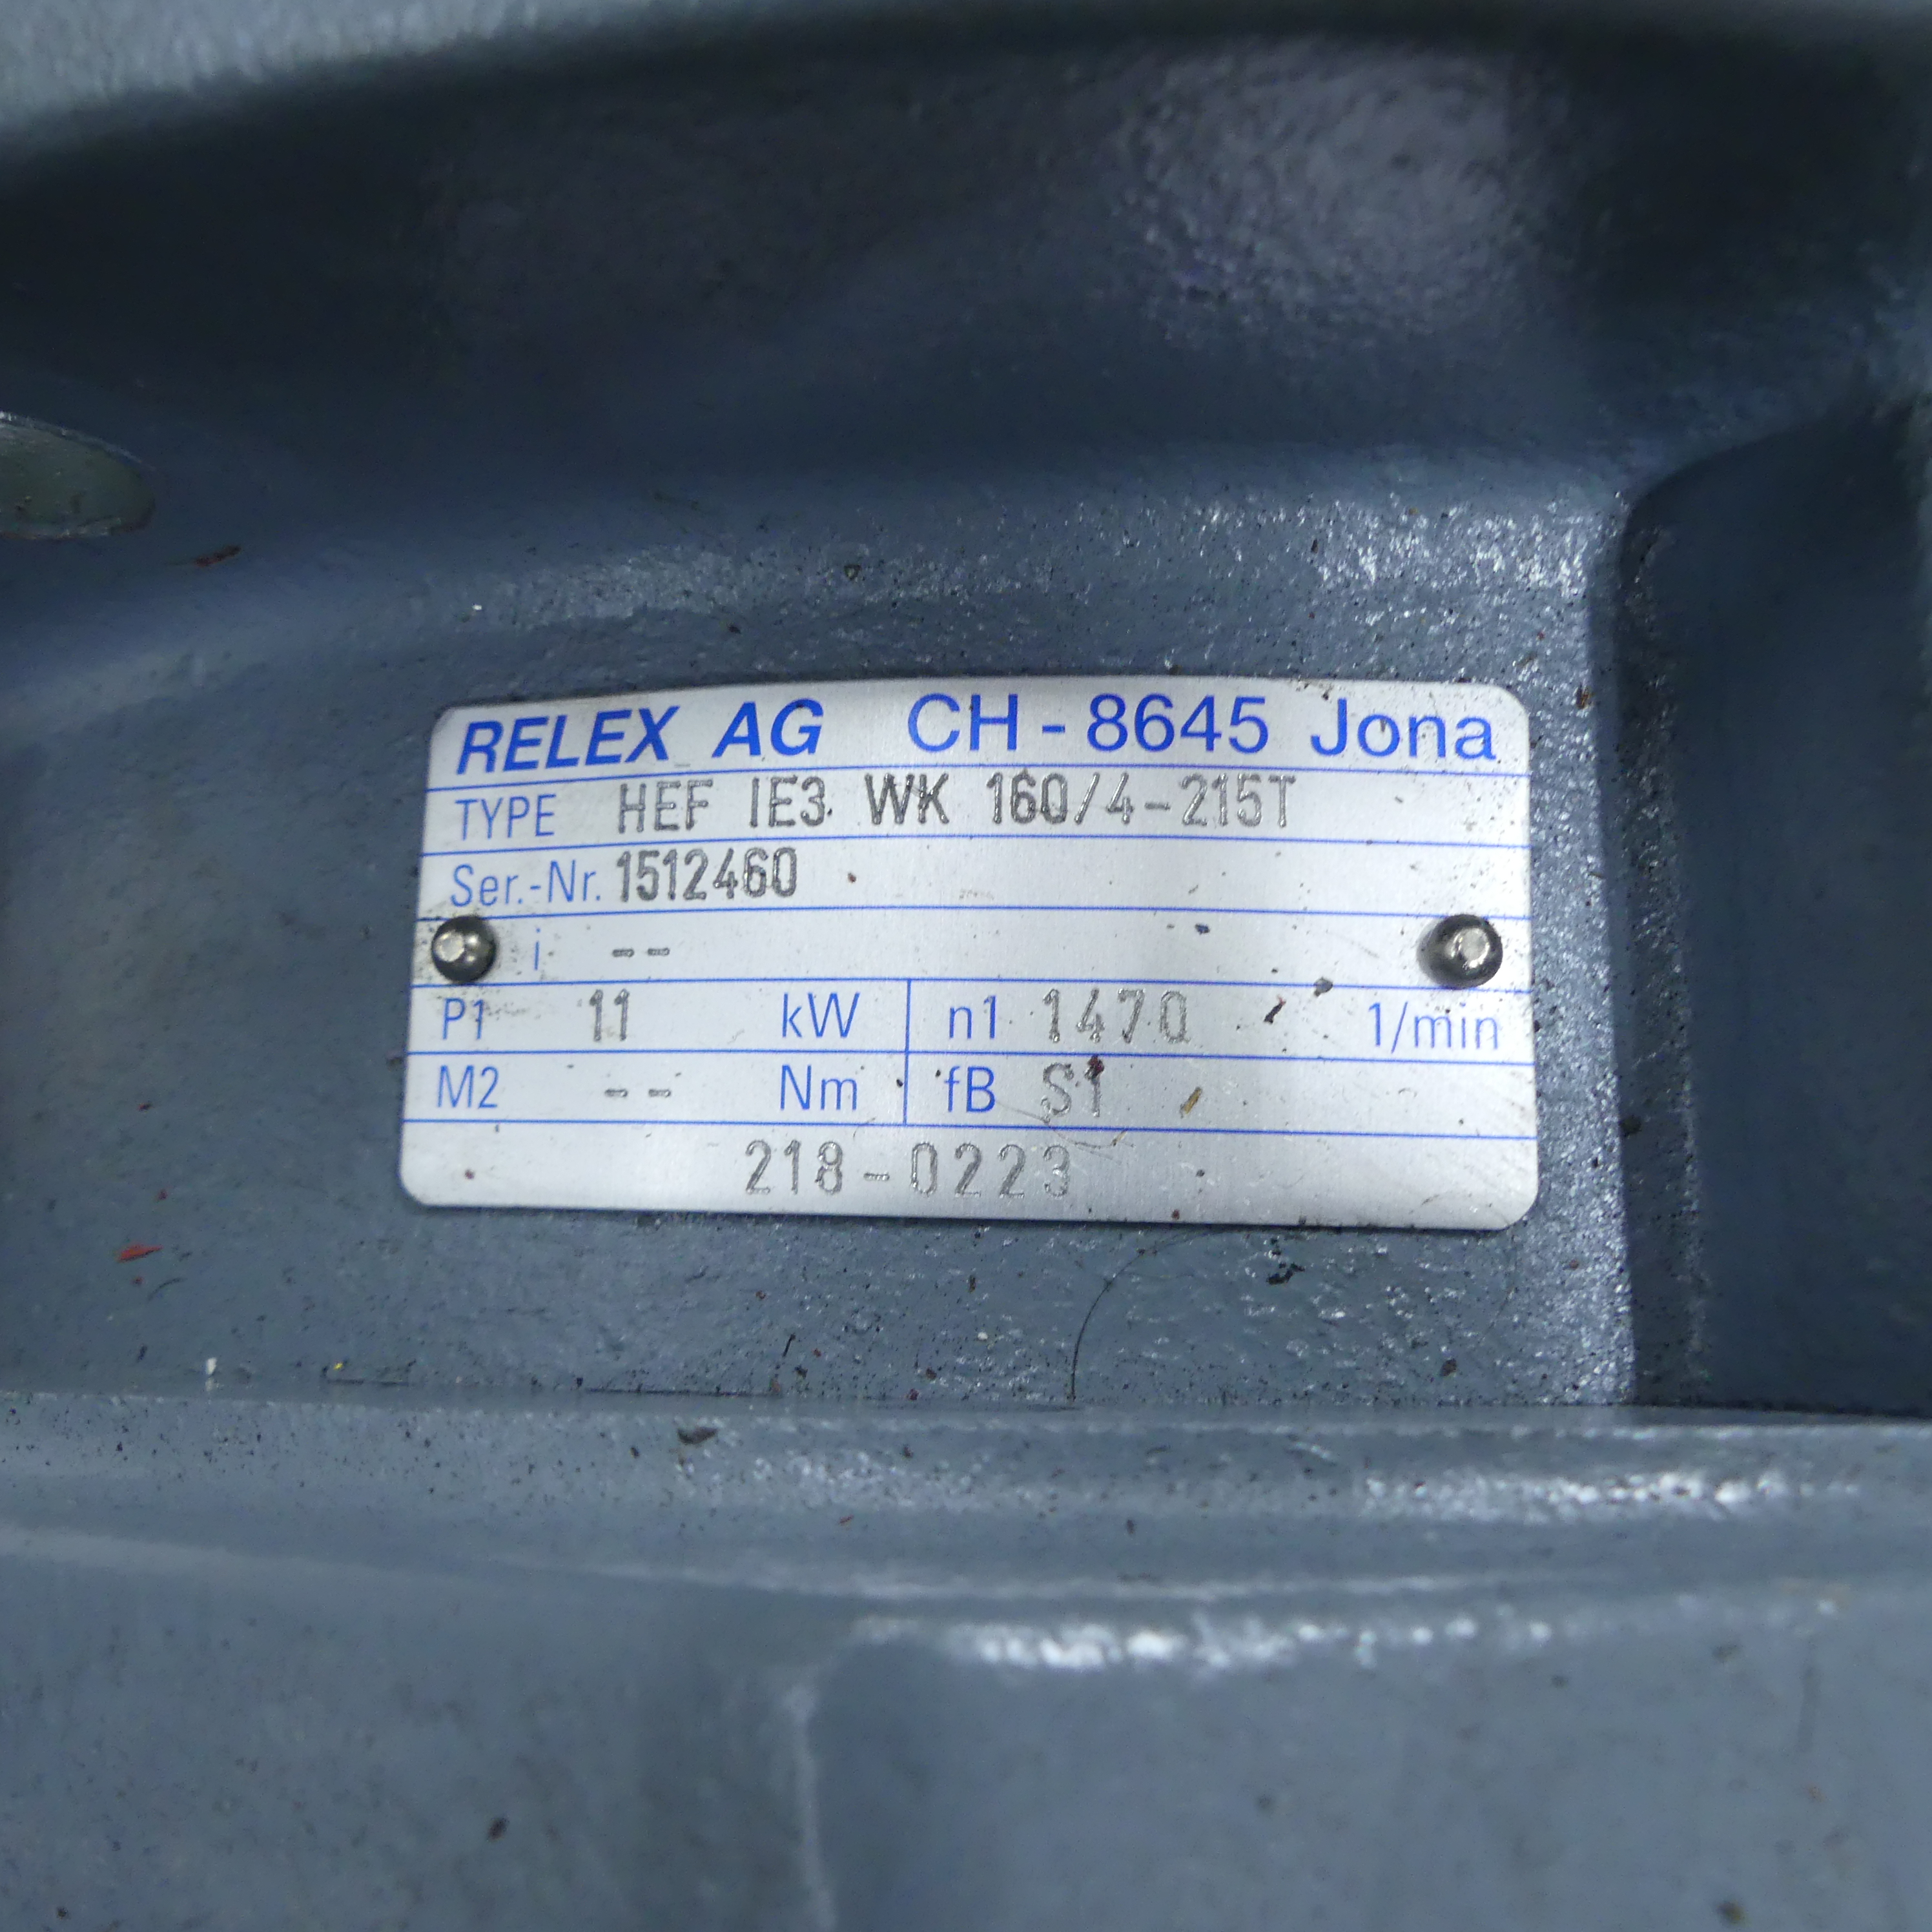 RELEX AG CH-8645 Jona
TYPE HEF IE3 WK 160/4-215T
Ser.-Nr. 1512460
i --
P1 11 kW n1 1470 1/min
M2 -- Nm fB S1
218-0223